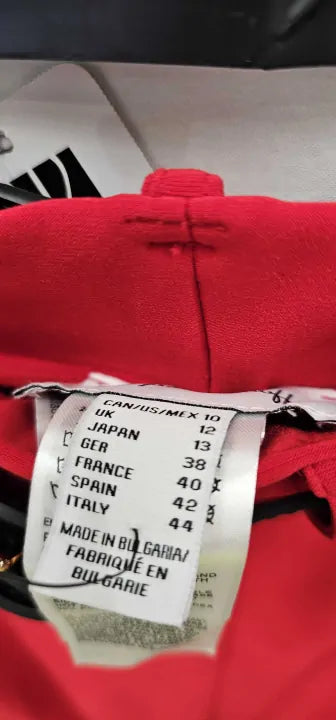 CAN/US/MEX 10
UK 12
JAPAN 13
GER 38
FRANCE 40
SPAIN 42
ITALY 44
MADE IN BULGARIA/
FABRIQUÉ EN
BULGARIE